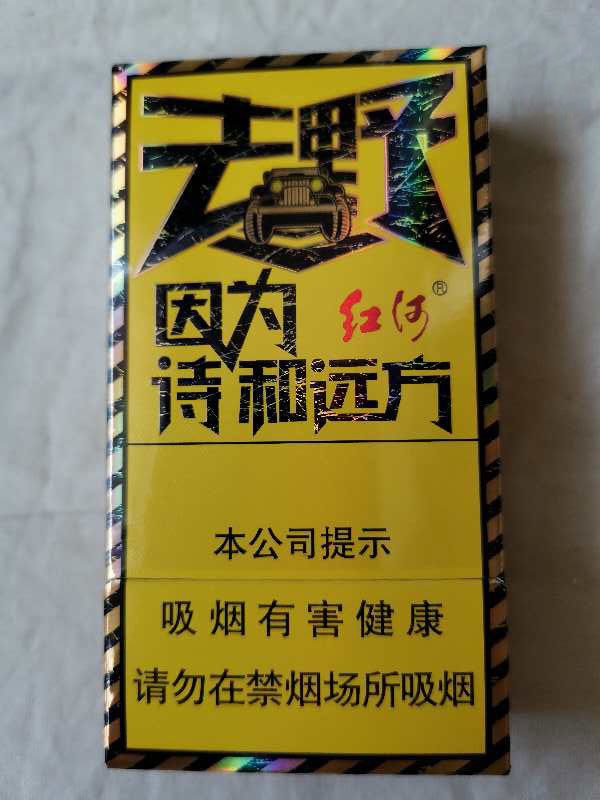 去野
因为 红河®
诗和远方
本公司提示
吸烟有害健康
请勿在禁烟场所吸烟